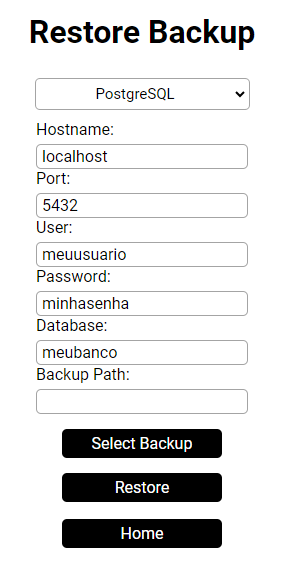 Restore Backup
PostgreSQL
Hostname:
localhost
Port:
5432
User:
meuusuario
Password:
minhasenha
Database:
meubanco
Backup Path:
Select Backup
Restore
Home